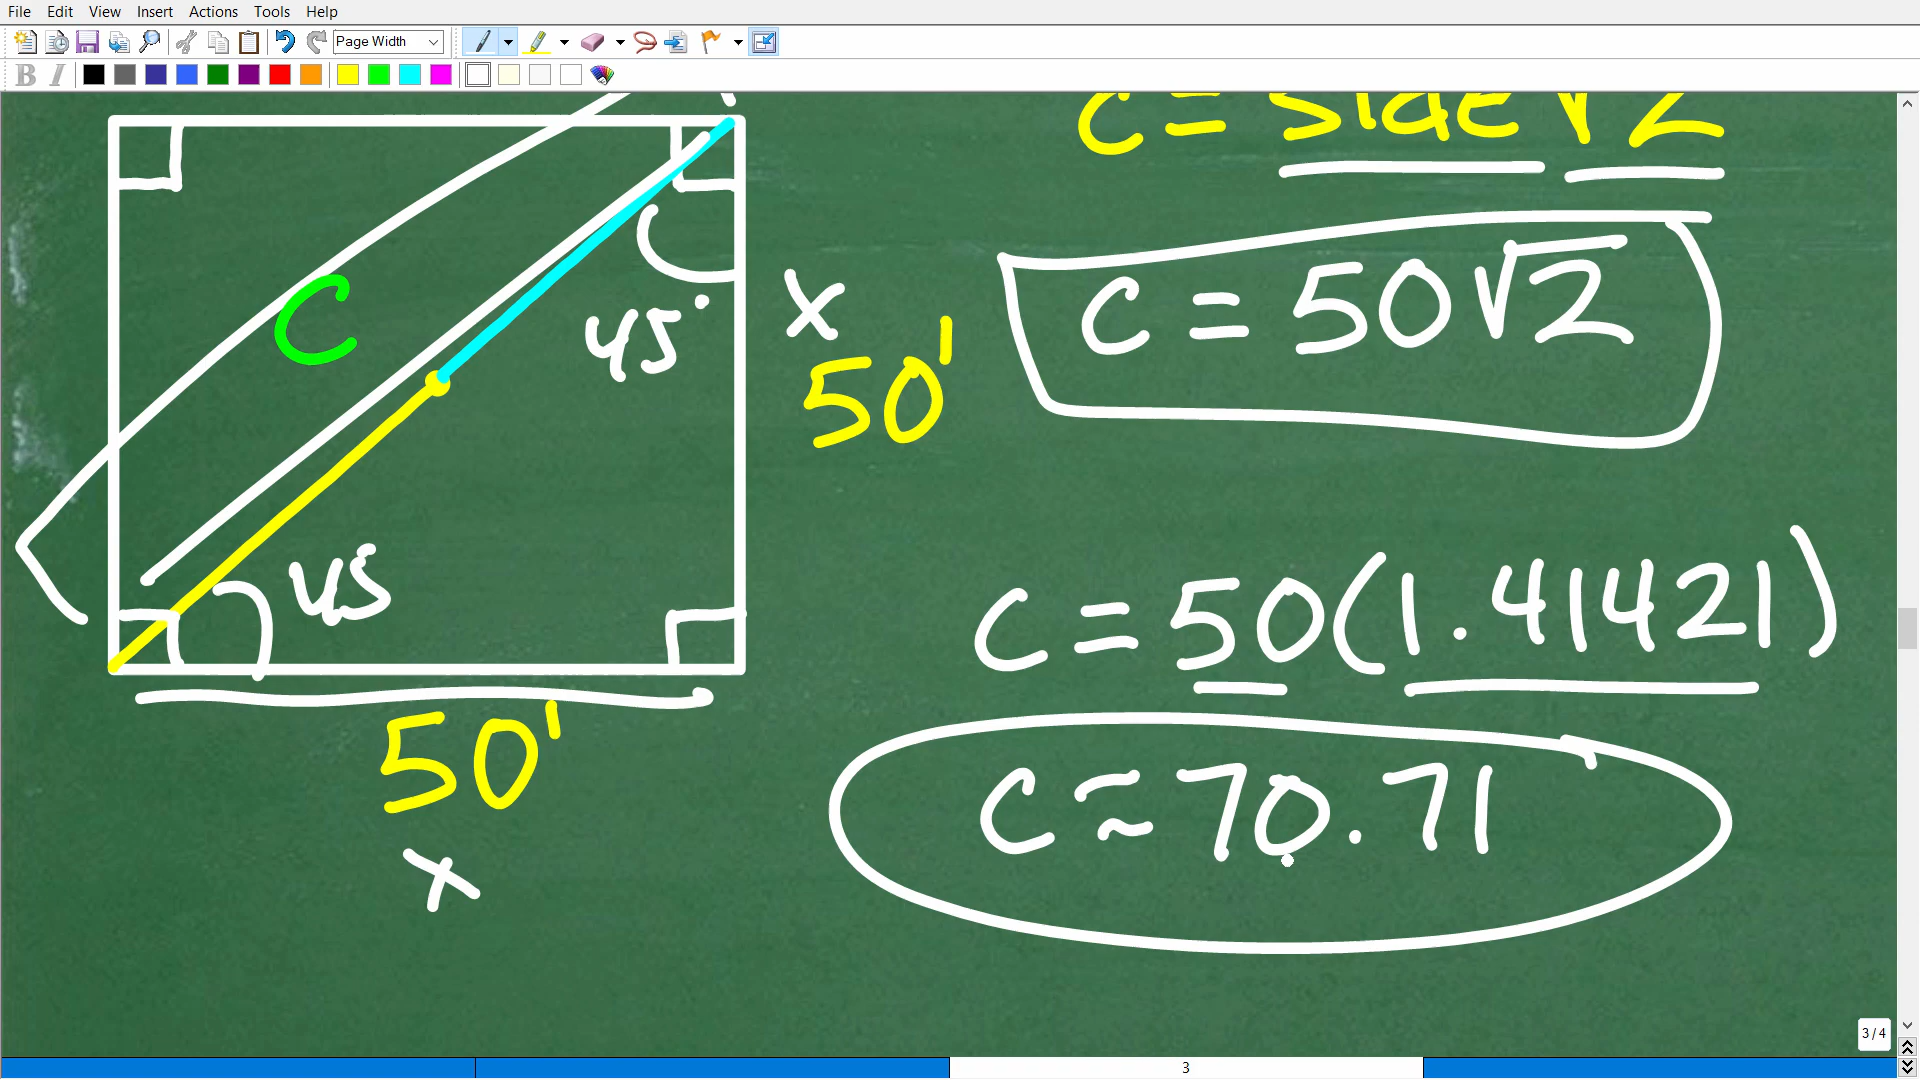 File Edit View Insert Actions Tools Help
Page Width
B I
c = side √2
C
45°
x
50'
c = 50√2
45
50'
x
c = 50(1.41421)
c ≈ 70.71
3 / 4
3